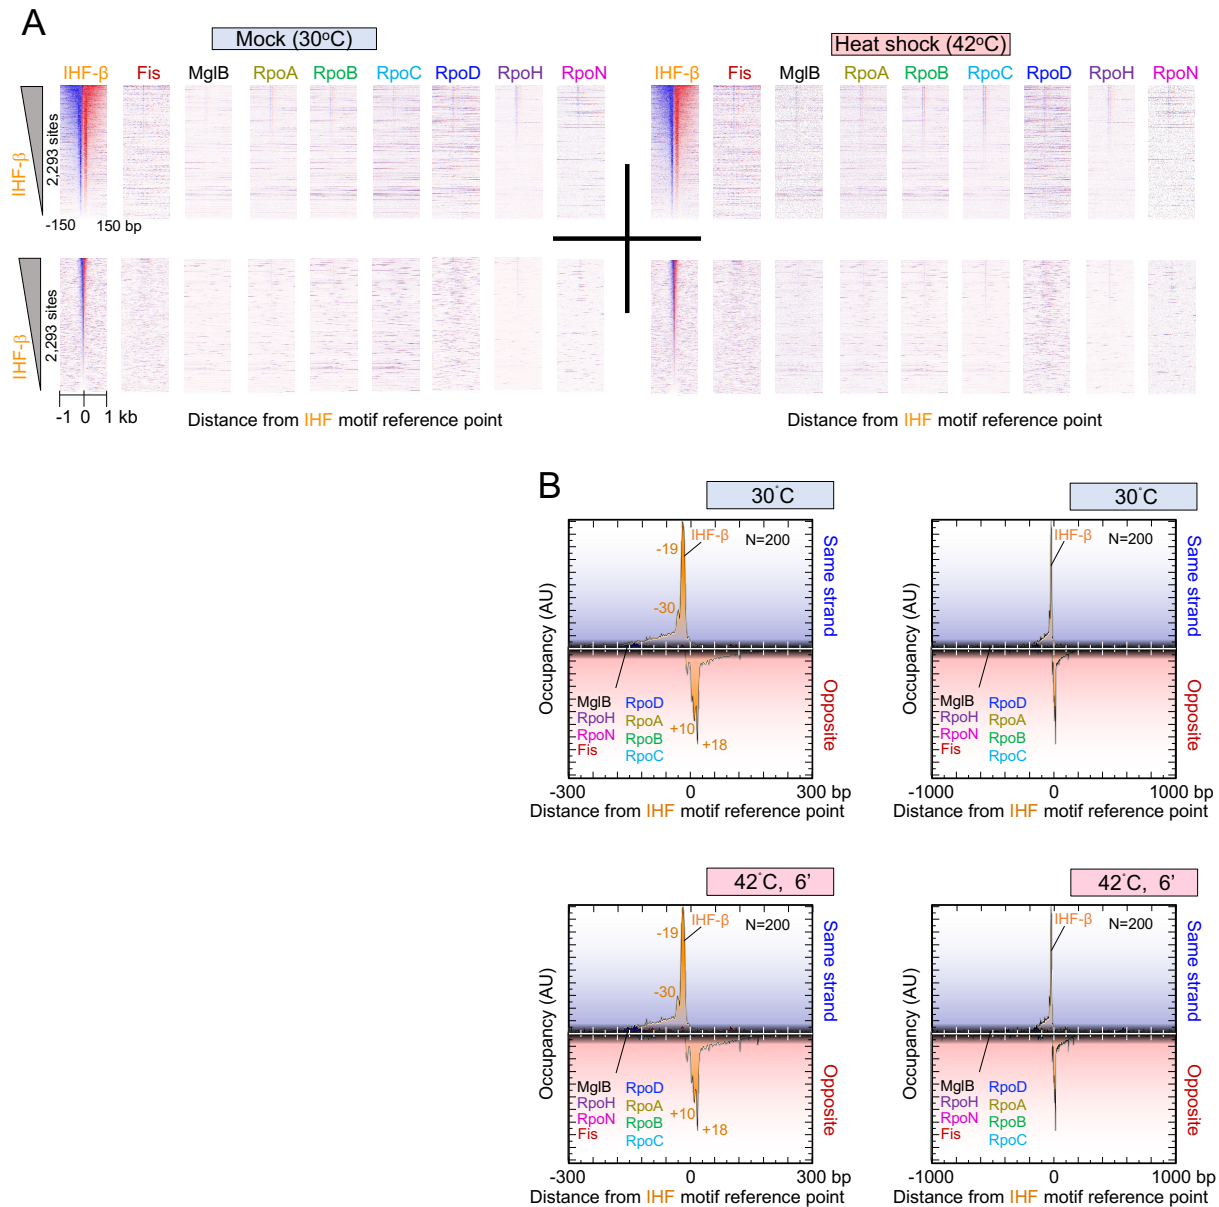 A
Mock (30°C)
Heat shock (42°C)
IHF-β Fis MglB RpoA RpoB RpoC RpoD RpoH RpoN
IHF-β Fis MglB RpoA RpoB RpoC RpoD RpoH RpoN
IHF-β
2,293 sites
-150 150 bp
IHF-β
2,293 sites
-1 0 1 kb
Distance from IHF motif reference point
Distance from IHF motif reference point
B
30°C
Occupancy (AU)
IHF-β
N=200
-19
-30
Same strand
MglB
RpoH
RpoN
Fis
RpoD
RpoA
RpoB
RpoC
+10
+18
Opposite
-300 0 300 bp
Distance from IHF motif reference point
30°C
Occupancy (AU)
IHF-β
N=200
Same strand
MglB
RpoH
RpoN
Fis
RpoD
RpoA
RpoB
RpoC
Opposite
-1000 0 1000 bp
Distance from IHF motif reference point
42°C, 6’
Occupancy (AU)
IHF-β
N=200
-19
-30
Same strand
MglB
RpoH
RpoN
Fis
RpoD
RpoA
RpoB
RpoC
+10
+18
Opposite
-300 0 300 bp
Distance from IHF motif reference point
42°C, 6’
Occupancy (AU)
IHF-β
N=200
Same strand
MglB
RpoH
RpoN
Fis
RpoD
RpoA
RpoB
RpoC
Opposite
-1000 0 1000 bp
Distance from IHF motif reference point